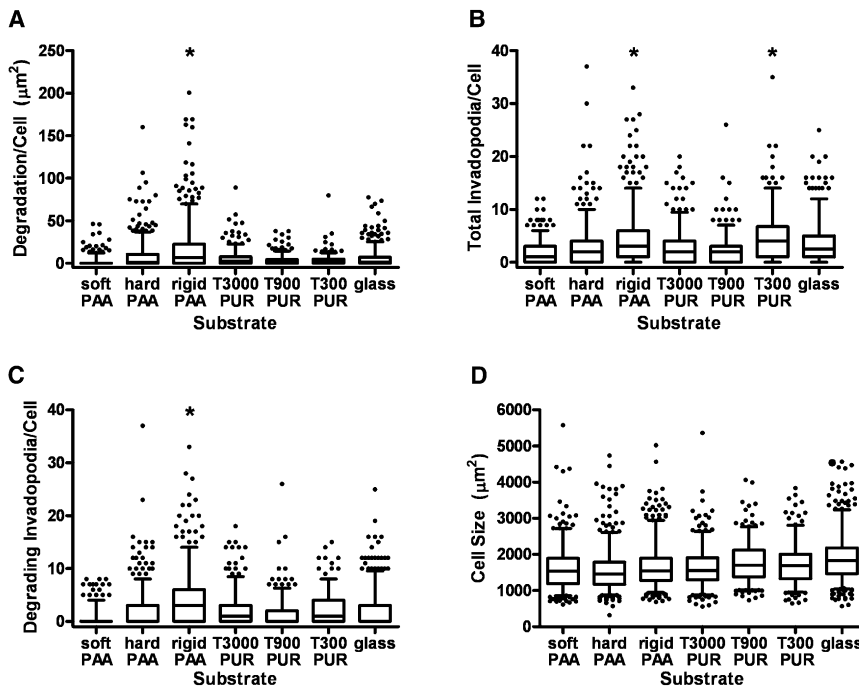 A
Degradation/Cell (μm²)
250
200
150
100
50
0
*
soft hard rigid T3000 T900 T300 glass
PAA PAA PAA PUR PUR PUR
Substrate
B
Total Invadopodia/Cell
40
30
20
10
0
* *
soft hard rigid T3000 T900 T300 glass
PAA PAA PAA PUR PUR PUR
Substrate
C
Degrading Invadopodia/Cell
40
30
20
10
0
*
soft hard rigid T3000 T900 T300 glass
PAA PAA PAA PUR PUR PUR
Substrate
D
Cell Size (μm²)
6000
5000
4000
3000
2000
1000
0
soft hard rigid T3000 T900 T300 glass
PAA PAA PAA PUR PUR PUR
Substrate